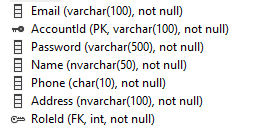 Email (varchar(100), not null)
AccountId (PK, varchar(100), not null)
Password (varchar(500), not null)
Name (nvarchar(50), not null)
Phone (char(10), not null)
Address (nvarchar(100), not null)
RoleId (FK, int, not null)